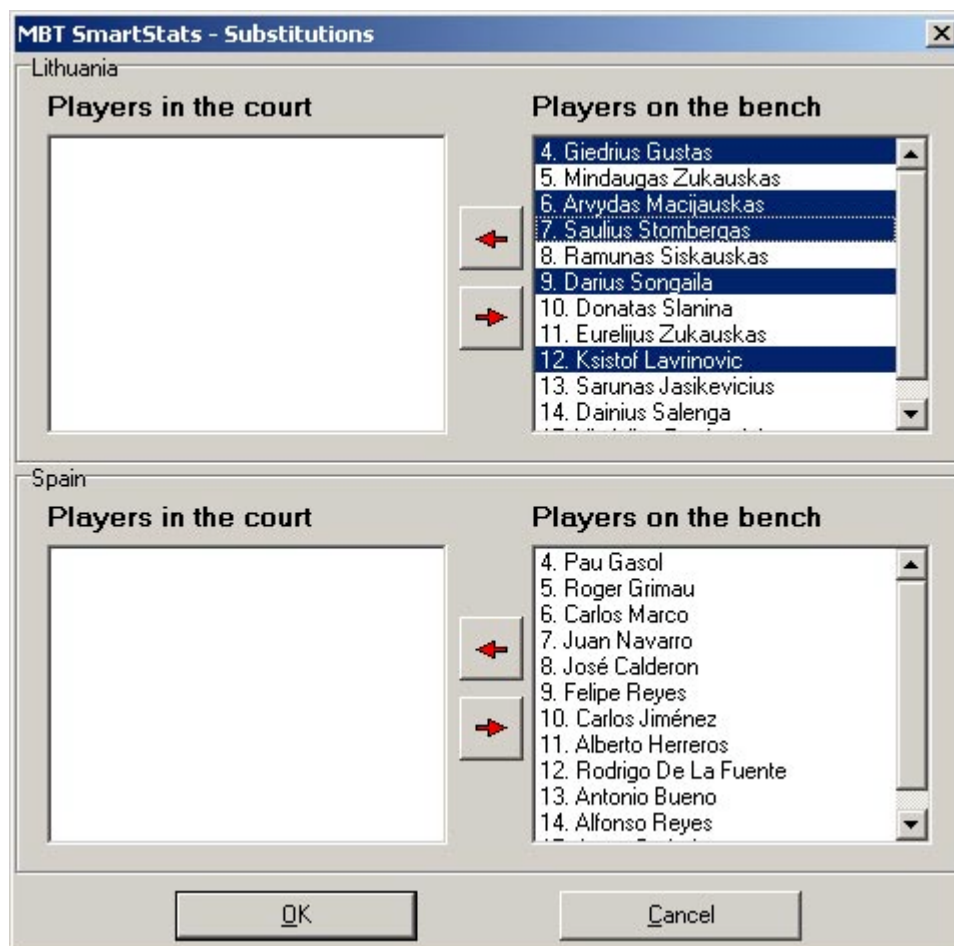 MBT SmartStats - Substitutions
Lithuania
Players in the court
Players on the bench
4. Giedrius Gustas
5. Mindaugas Zukauskas
6. Arvydas Macijauskas
7. Saulius Stombergas
8. Ramunas Siskauskas
9. Darius Songaila
10. Donatas Slanina
11. Eurelijus Zukauskas
12. Ksistof Lavrinovic
13. Sarunas Jasikevicius
14. Dainius Salenga
Spain
Players in the court
Players on the bench
4. Pau Gasol
5. Roger Grimau
6. Carlos Marco
7. Juan Navarro
8. José Calderon
9. Felipe Reyes
10. Carlos Jiménez
11. Alberto Herreros
12. Rodrigo De La Fuente
13. Antonio Bueno
14. Alfonso Reyes
OK
Cancel